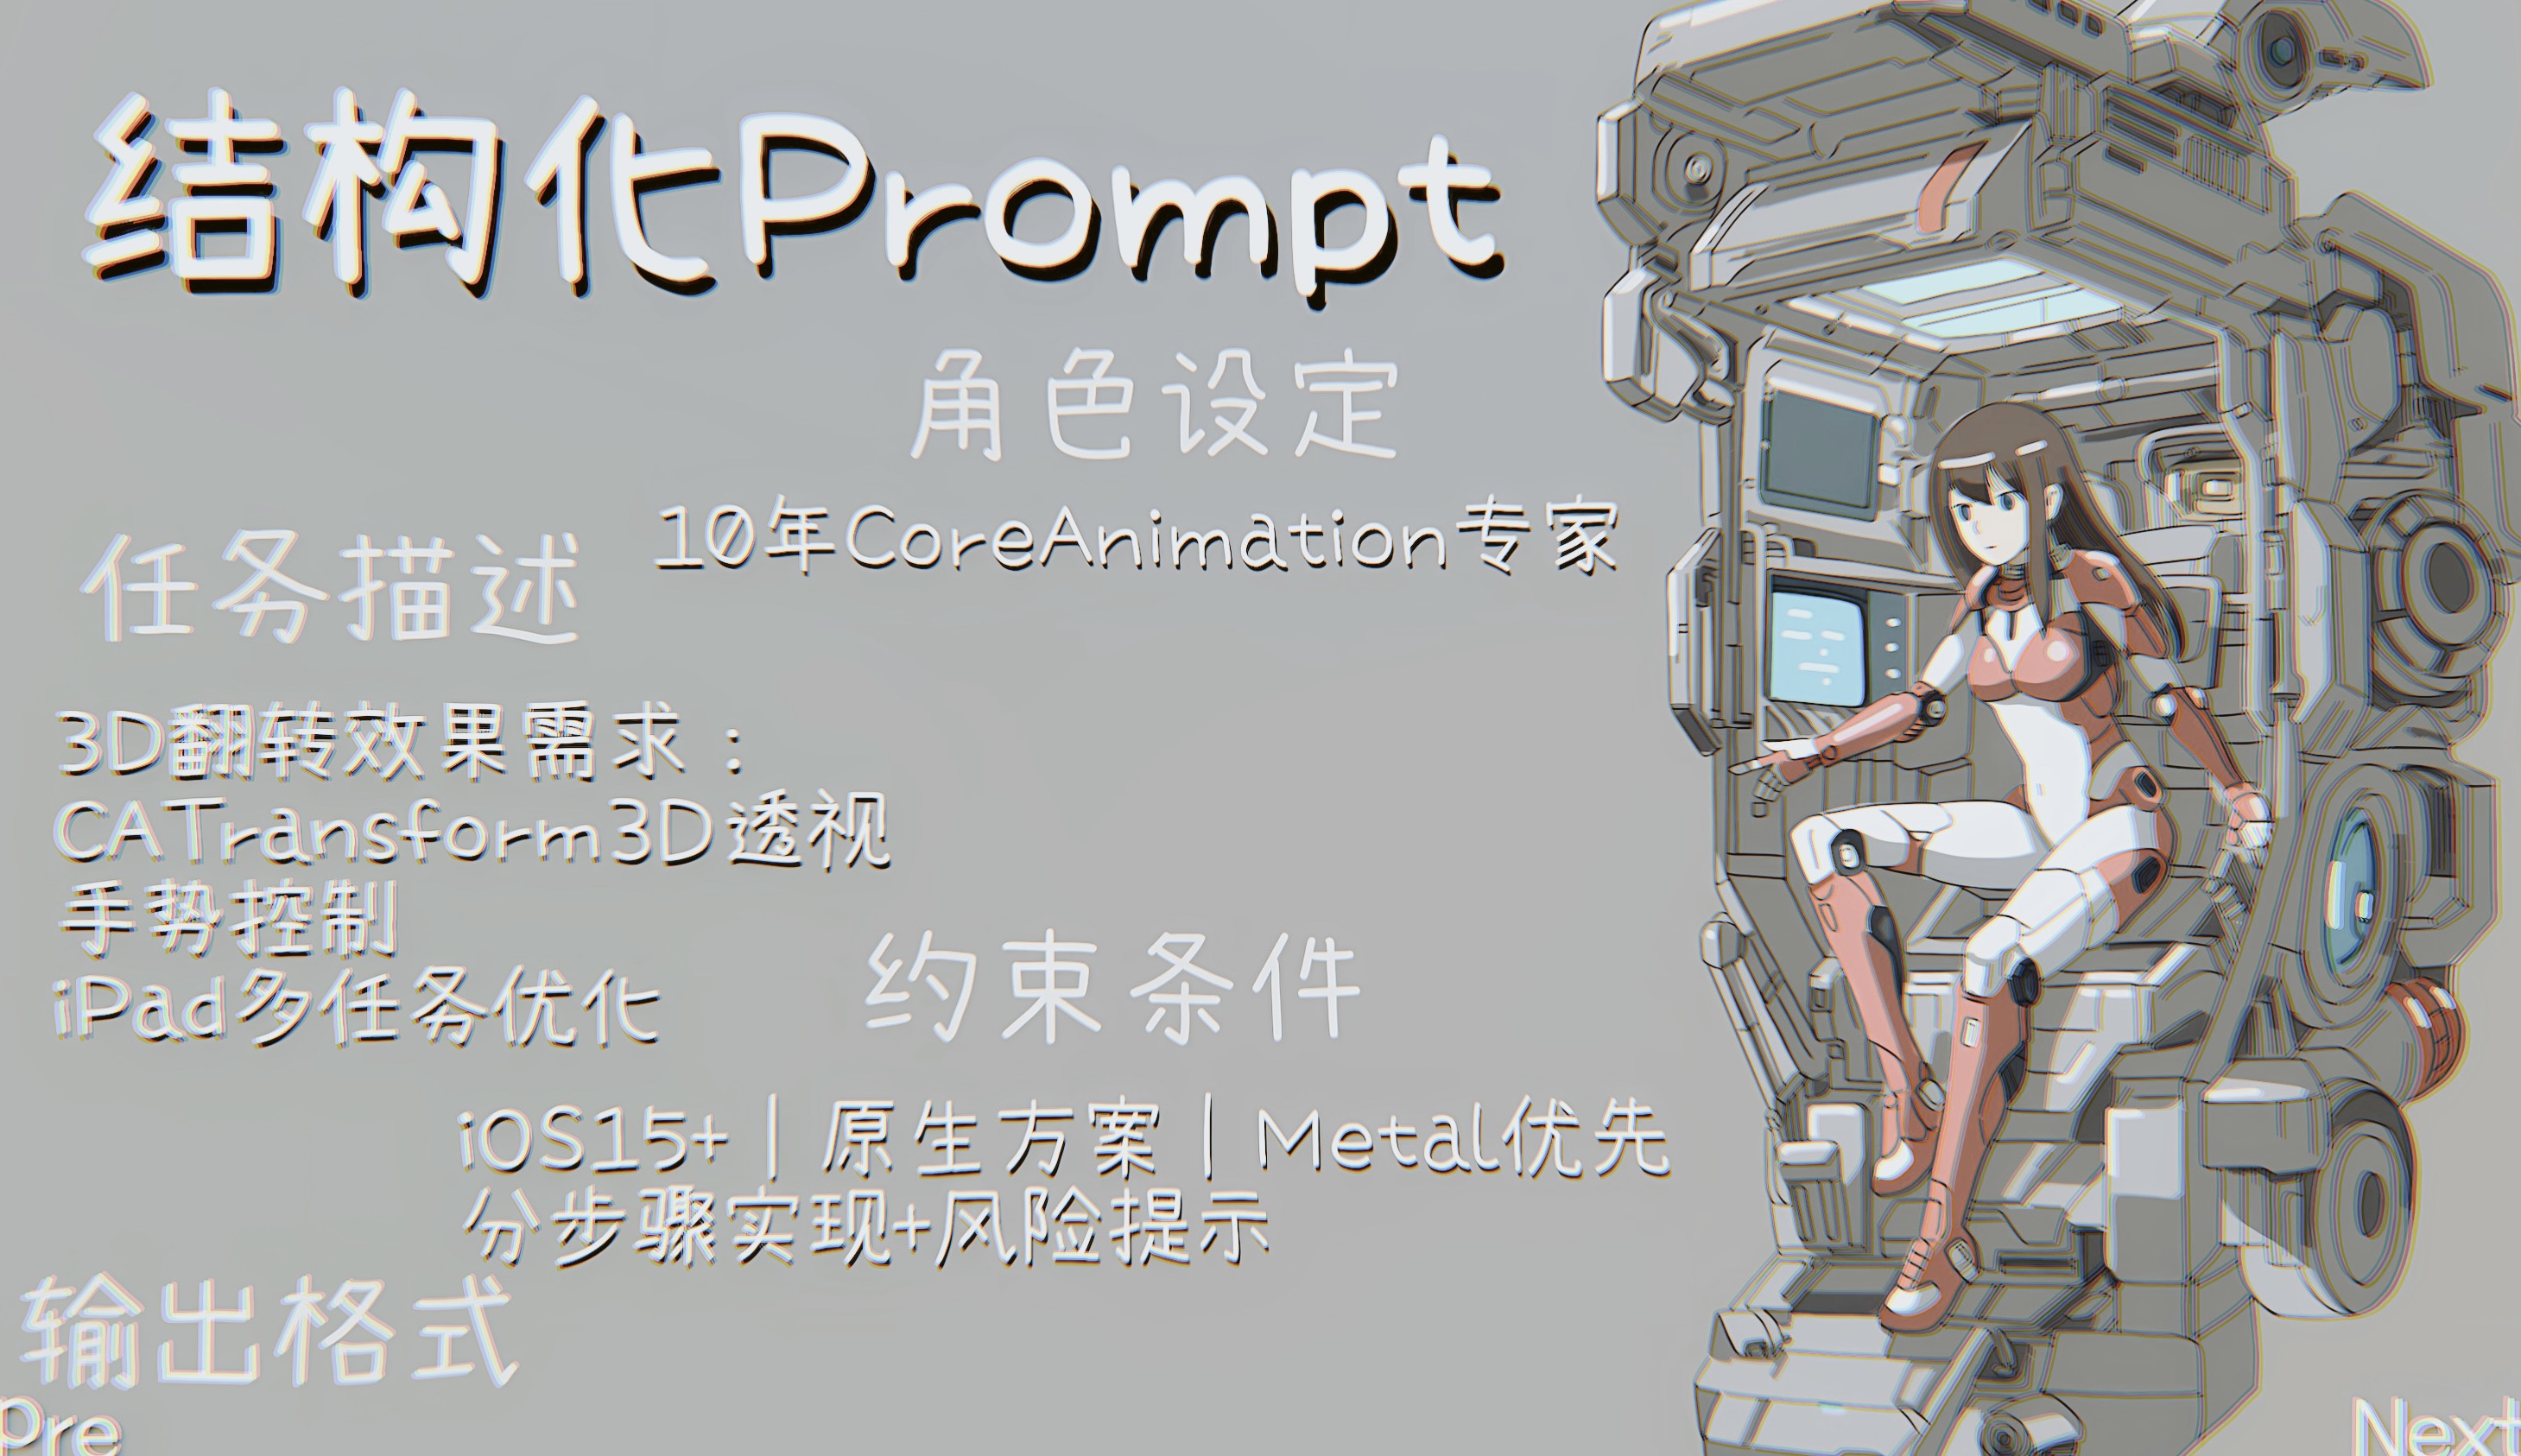 结构化Prompt
角色设定
10年CoreAnimation专家
任务描述
3D翻转效果需求：
CATransform3D透视
手势控制
iPad多任务优化
约束条件
iOS15+｜原生方案｜Metal优先
分步骤实现+风险提示
输出格式
Pre
Next